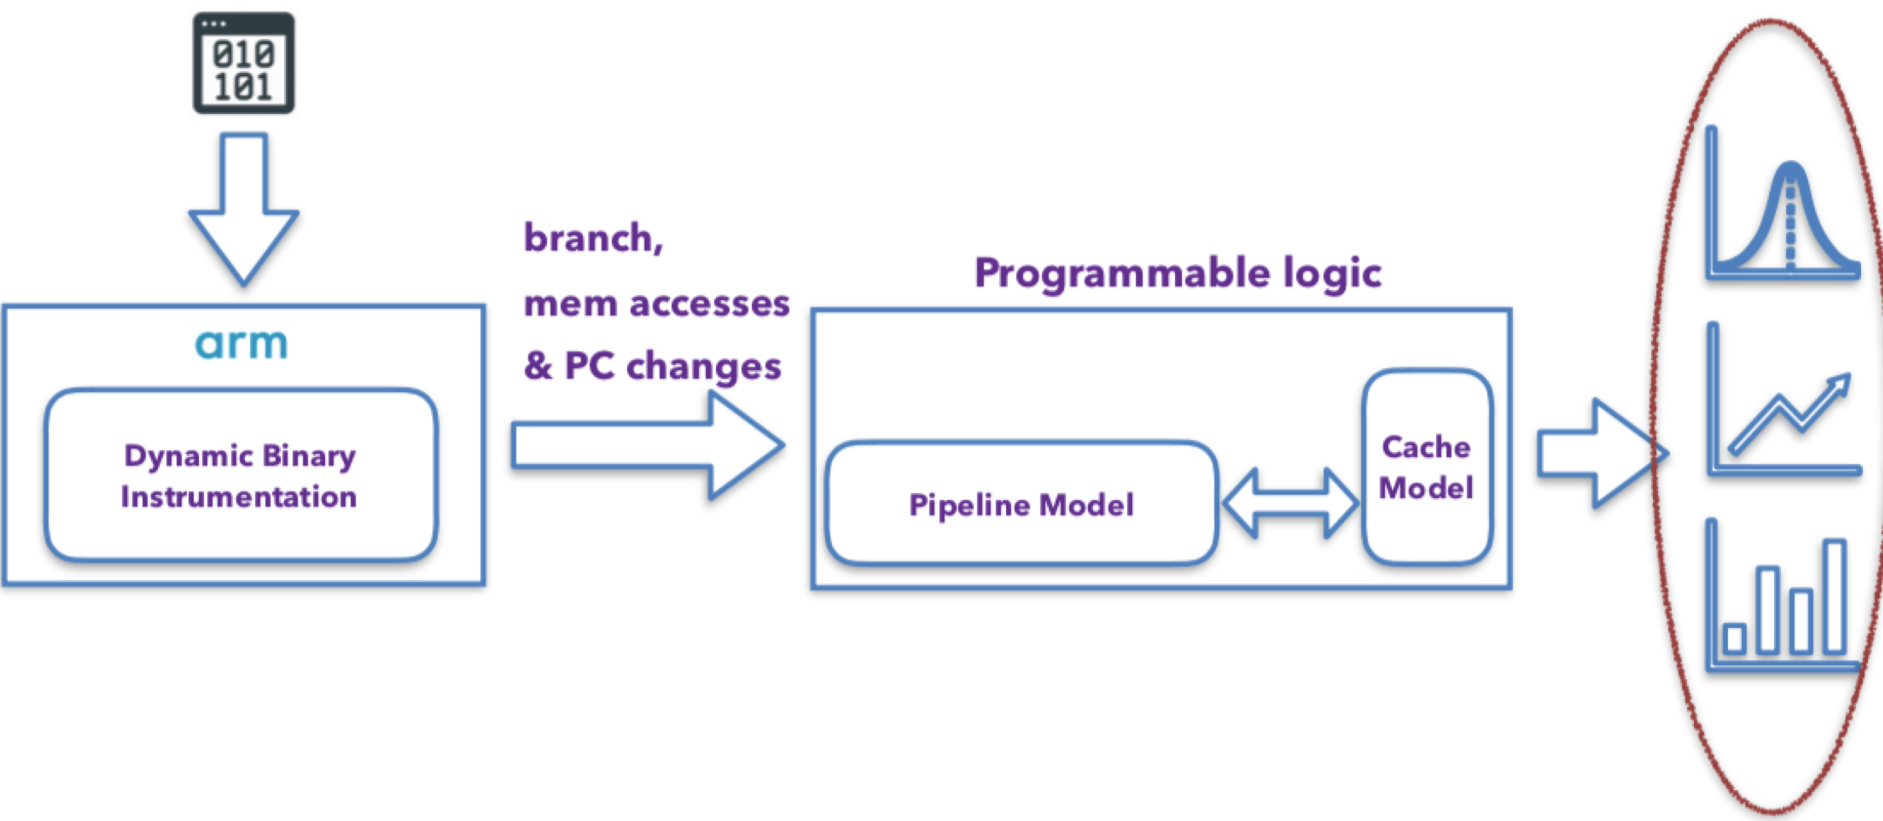 010
101
arm
Dynamic Binary
Instrumentation
branch,
mem accesses
& PC changes
Programmable logic
Pipeline Model
Cache
Model